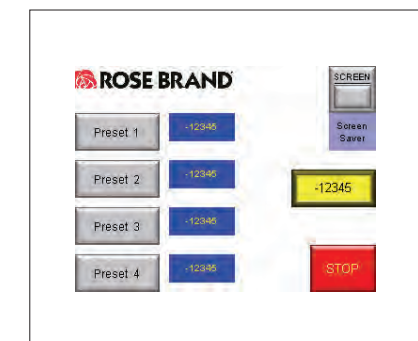 ROSE BRAND
SCREEN
Preset 1
-12345
Screen
Saver
Preset 2
-12345
-12345
Preset 3
-12345
Preset 4
-12345
STOP